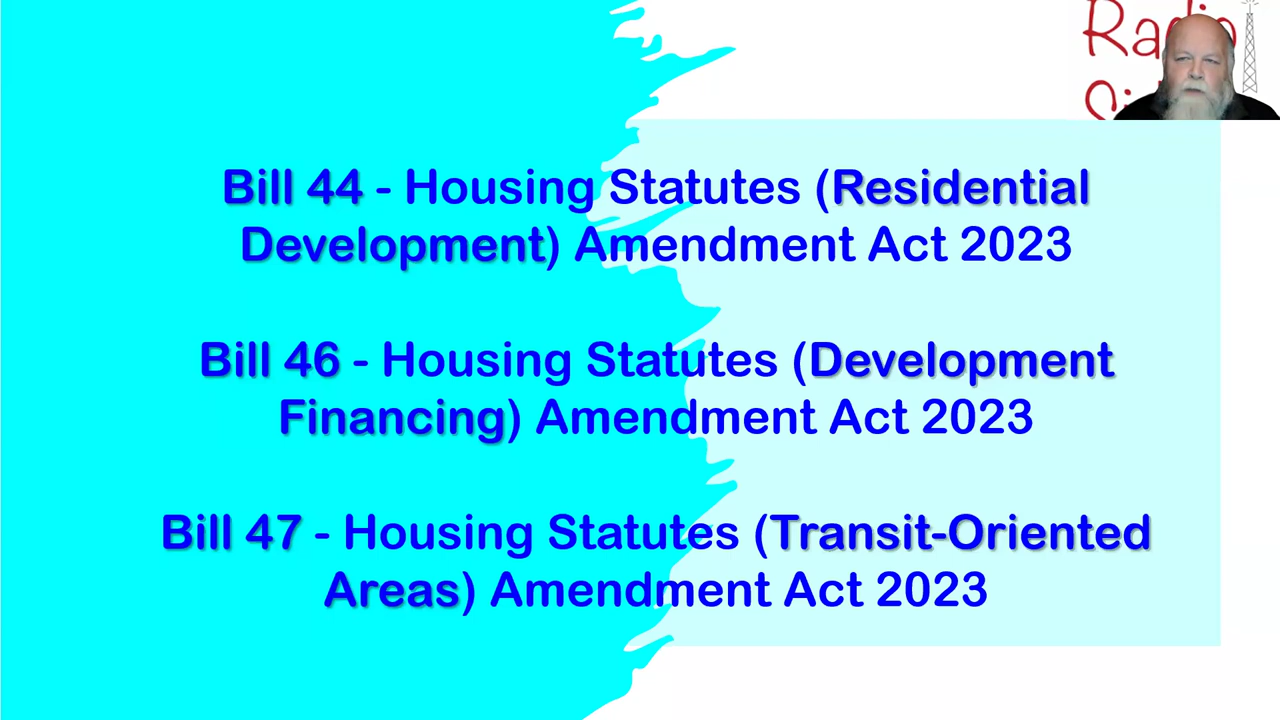 Radio
Bill 44 - Housing Statutes (Residential
Development) Amendment Act 2023
Bill 46 - Housing Statutes (Development
Financing) Amendment Act 2023
Bill 47 - Housing Statutes (Transit-Oriented
Areas) Amendment Act 2023